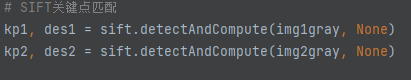 # SIFT关键点匹配
kp1, des1 = sift.detectAndCompute(img1gray, None)
kp2, des2 = sift.detectAndCompute(img2gray, None)